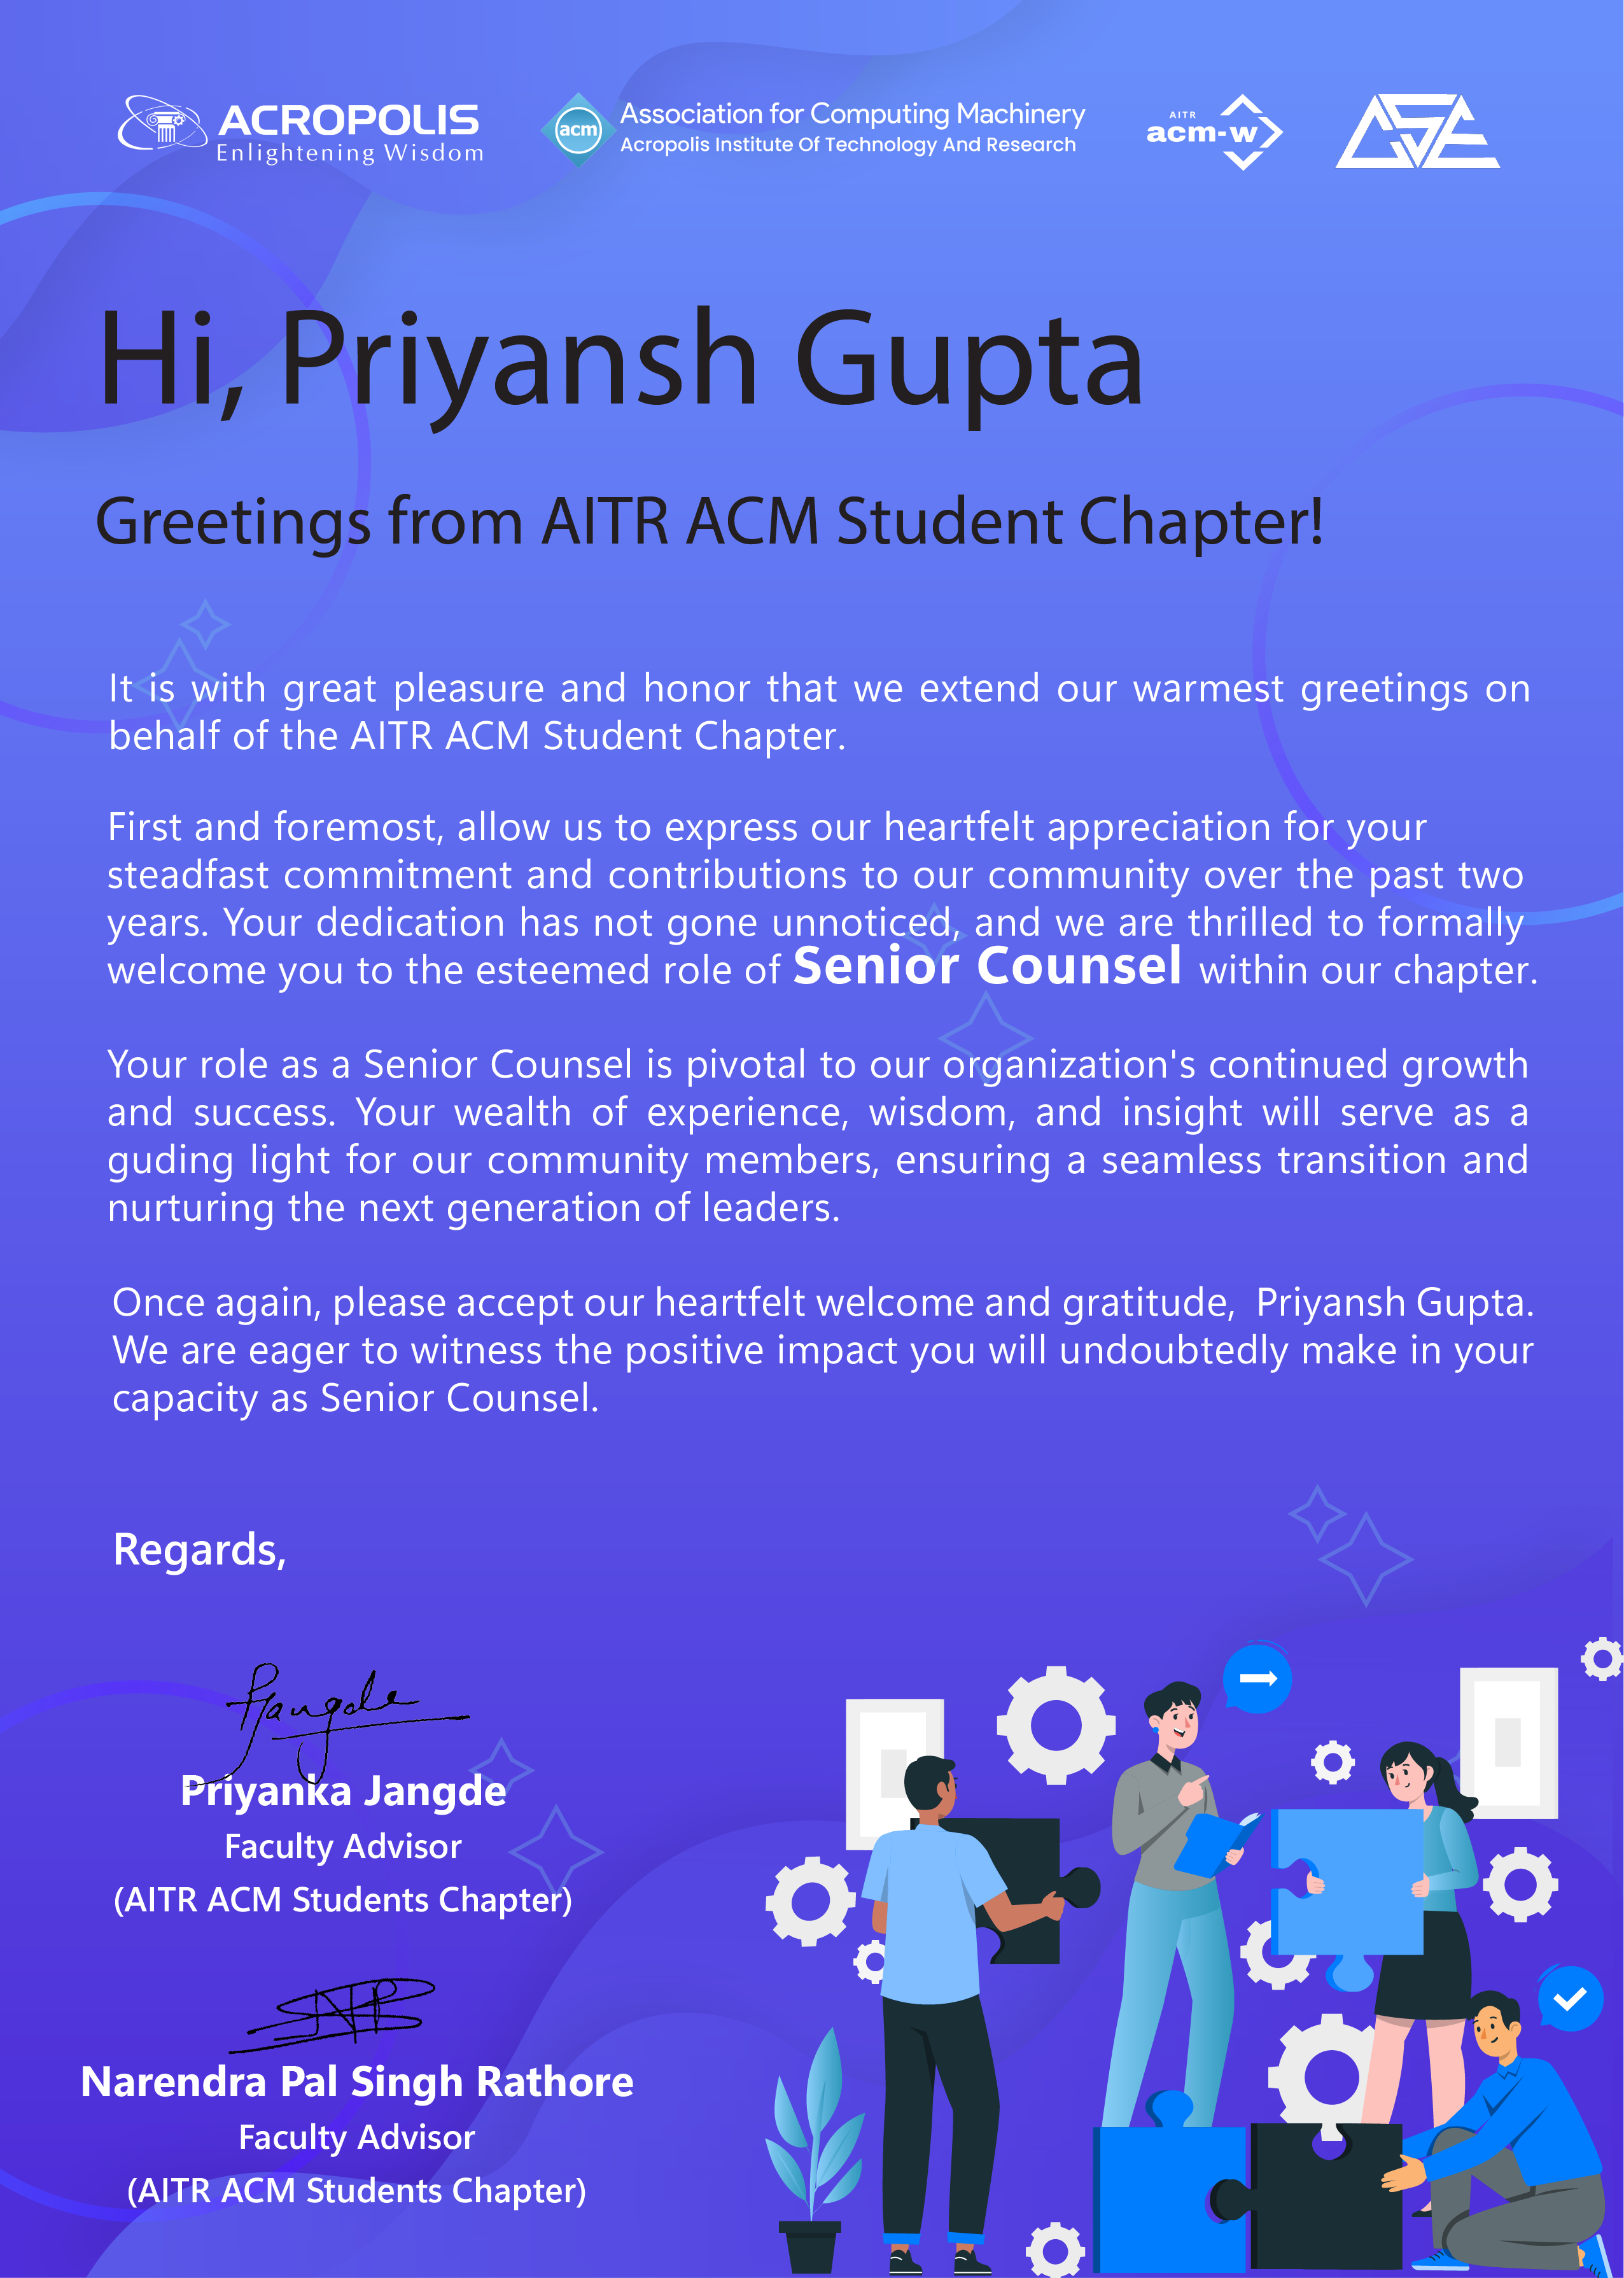 ACROPOLIS
Enlightening Wisdom
acm
Association for Computing Machinery
Acropolis Institute Of Technology And Research
AITR
acm-w
Hi, Priyansh Gupta
Greetings from AITR ACM Student Chapter!
It is with great pleasure and honor that we extend our warmest greetings on
behalf of the AITR ACM Student Chapter.
First and foremost, allow us to express our heartfelt appreciation for your
steadfast commitment and contributions to our community over the past two
years. Your dedication has not gone unnoticed, and we are thrilled to formally
welcome you to the esteemed role of Senior Counsel within our chapter.
Your role as a Senior Counsel is pivotal to our organization's continued growth
and success. Your wealth of experience, wisdom, and insight will serve as a
guding light for our community members, ensuring a seamless transition and
nurturing the next generation of leaders.
Once again, please accept our heartfelt welcome and gratitude, Priyansh Gupta.
We are eager to witness the positive impact you will undoubtedly make in your
capacity as Senior Counsel.
Regards,
Priyanka Jangde
Faculty Advisor
(AITR ACM Students Chapter)
Narendra Pal Singh Rathore
Faculty Advisor
(AITR ACM Students Chapter)